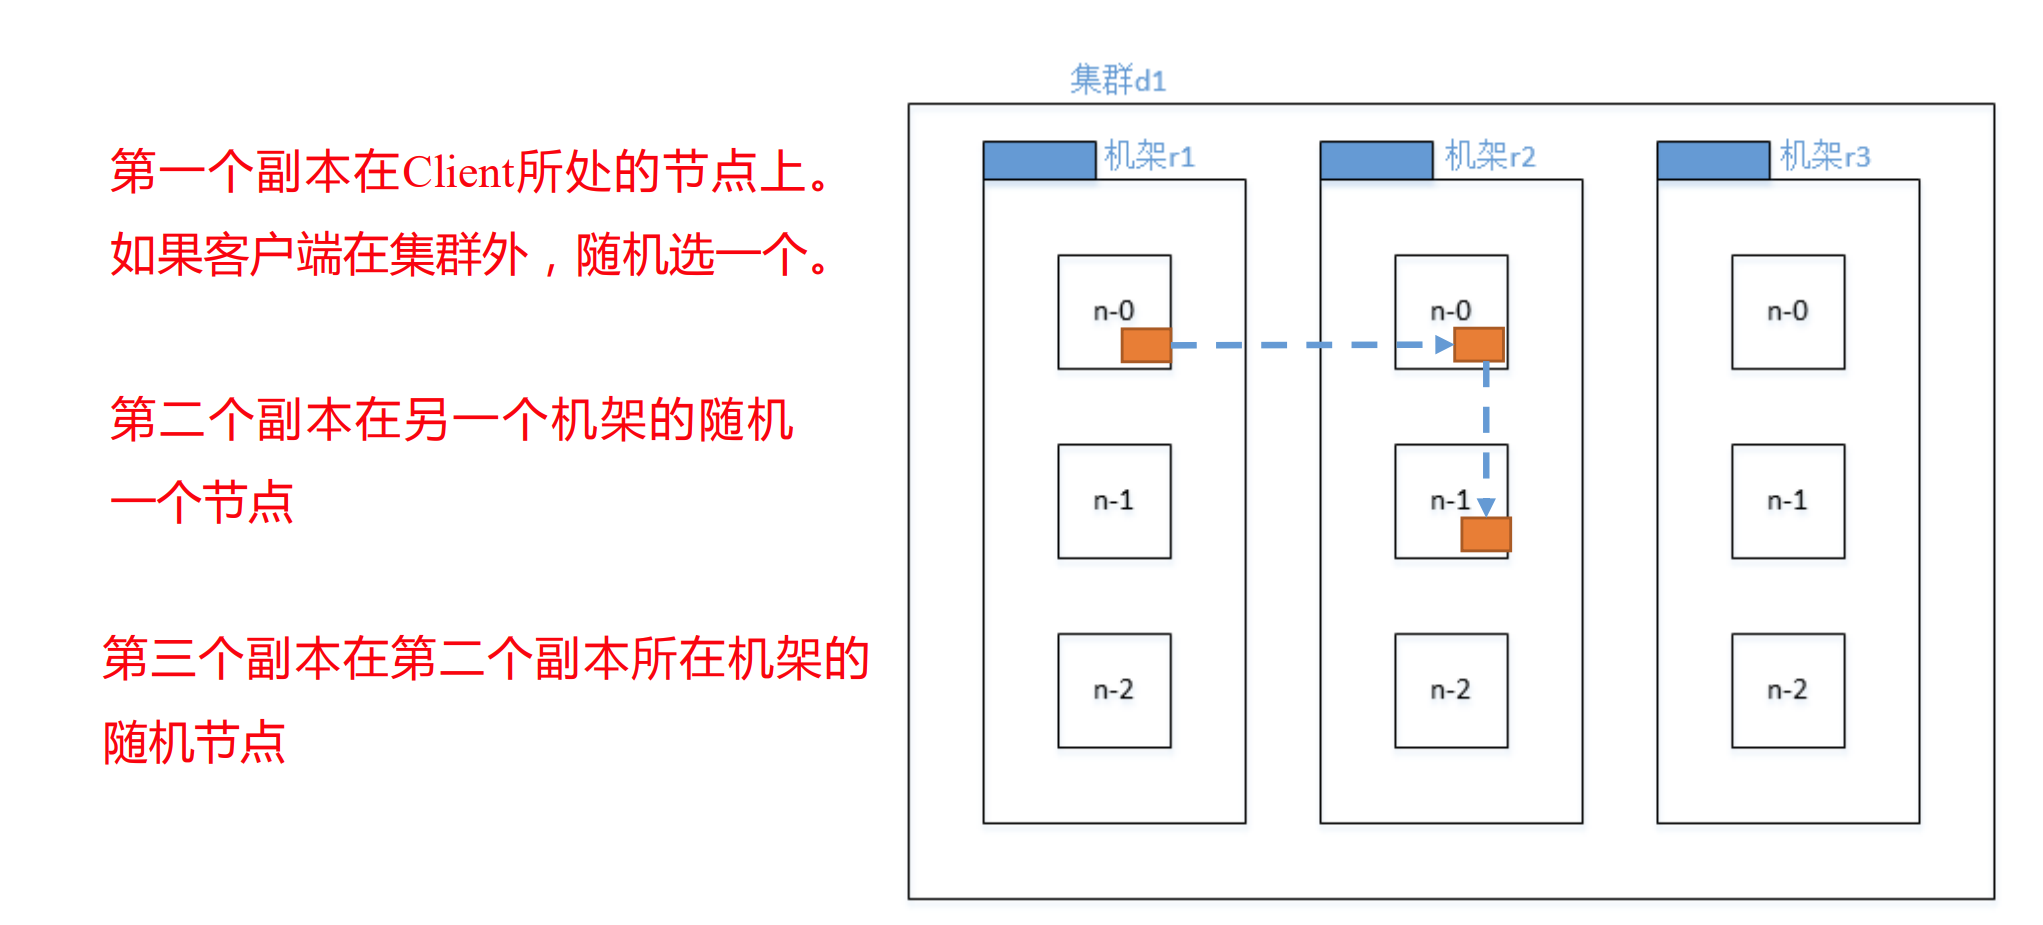 第一个副本在Client所处的节点上。
如果客户端在集群外，随机选一个。
第二个副本在另一个机架的随机
一个节点
第三个副本在第二个副本所在机架的
随机节点
集群d1
机架r1
机架r2
机架r3
n-0
n-0
n-0
n-1
n-1
n-1
n-2
n-2
n-2